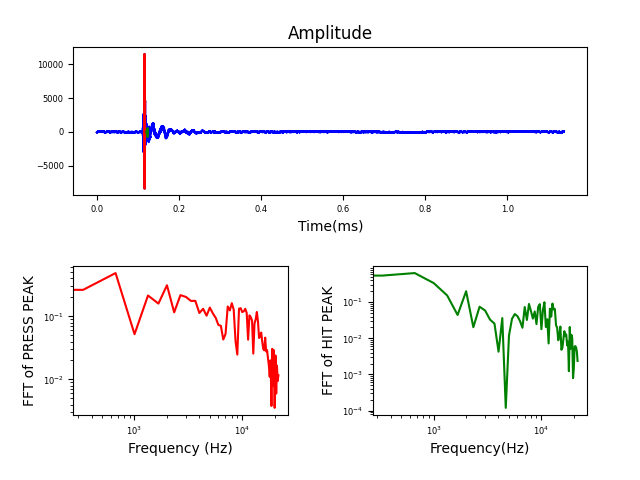 Amplitude
10000
5000
0
−5000
0.0 0.2 0.4 0.6 0.8 1.0
Time(ms)
FFT of PRESS PEAK
10⁻¹
10⁻²
10³ 10⁴
Frequency (Hz)
FFT of HIT PEAK
10⁻¹
10⁻²
10⁻³
10⁻⁴
10³ 10⁴
Frequency(Hz)